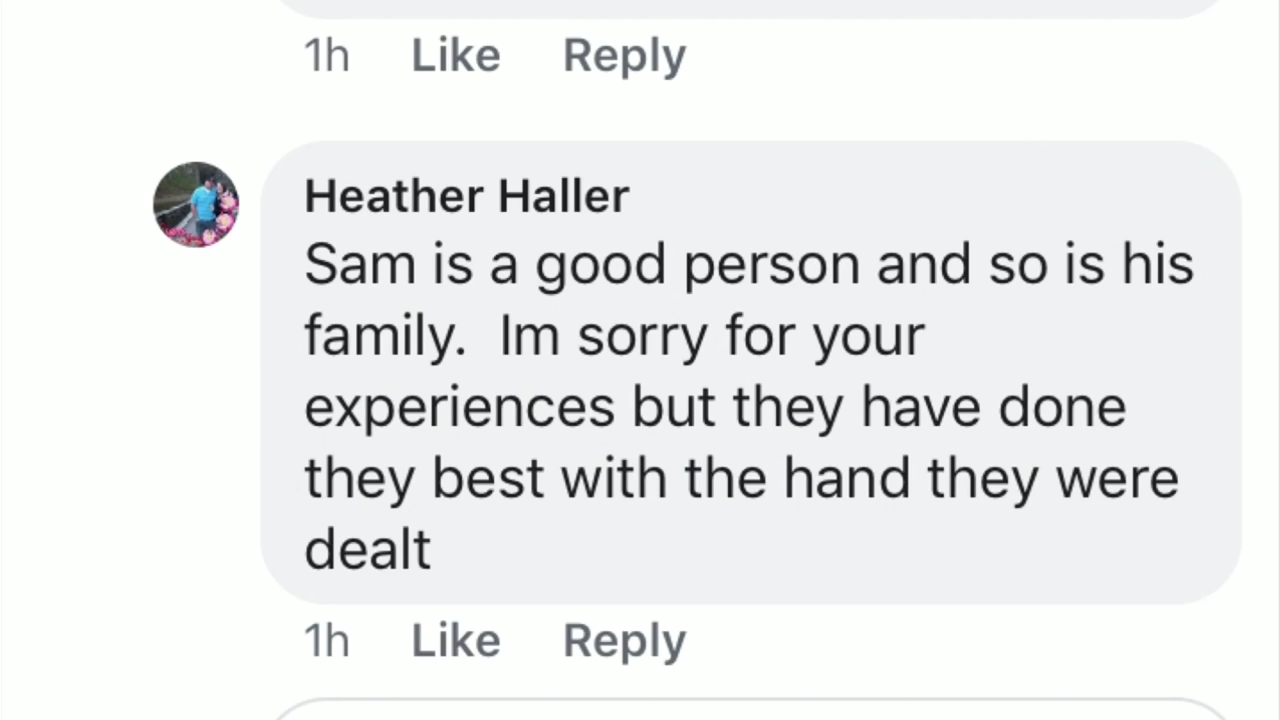 1h Like Reply
Heather Haller
Sam is a good person and so is his
family.  Im sorry for your
experiences but they have done
they best with the hand they were
dealt
1h Like Reply